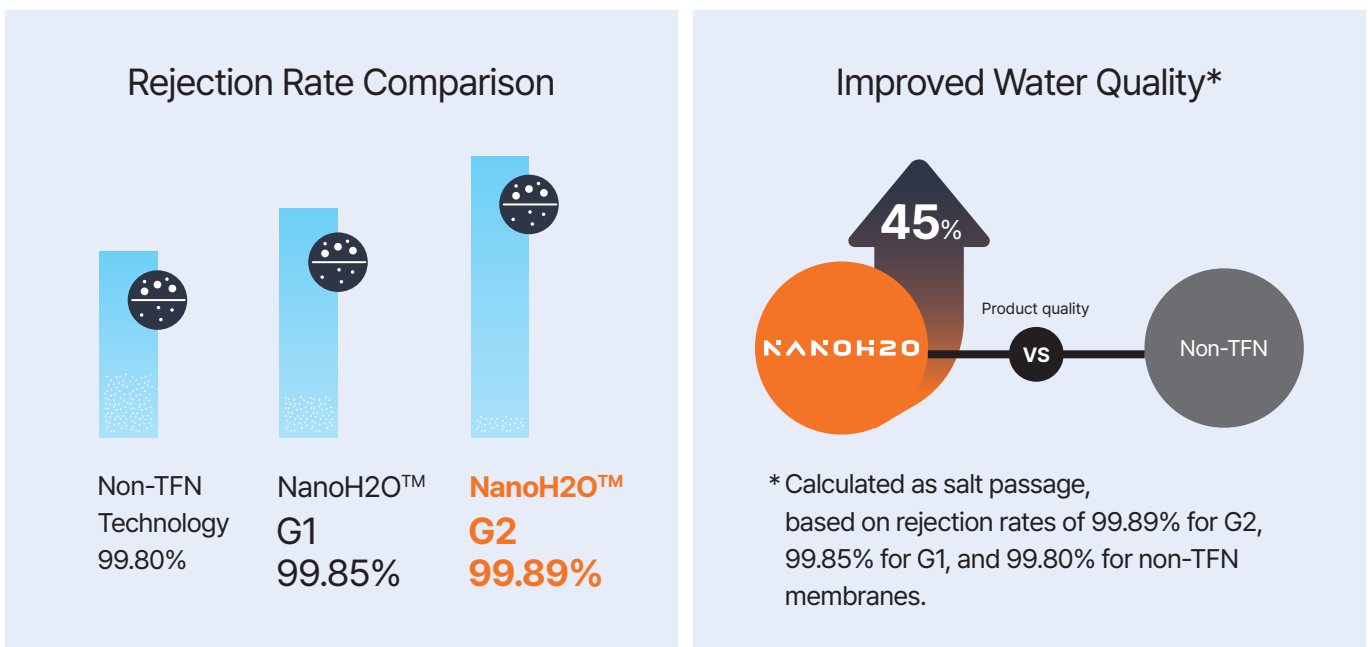 Rejection Rate Comparison
Non-TFN
Technology
99.80%
NanoH2O™
G1
99.85%
NanoH2O™
G2
99.89%
Improved Water Quality*
45%
NANOH2O
Product quality
VS
Non-TFN
* Calculated as salt passage,
based on rejection rates of 99.89% for G2,
99.85% for G1, and 99.80% for non-TFN
membranes.